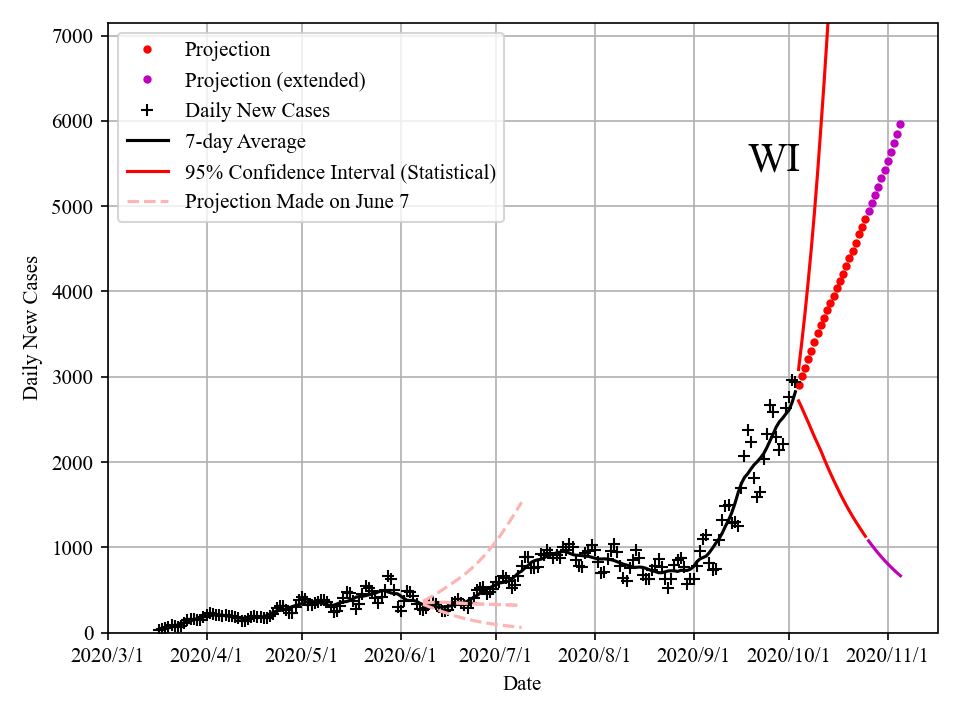 7000
6000
5000
4000
3000
2000
1000
0
Daily New Cases
Projection
Projection (extended)
Daily New Cases
7-day Average
95% Confidence Interval (Statistical)
Projection Made on June 7
WI
2020/3/1 2020/4/1 2020/5/1 2020/6/1 2020/7/1 2020/8/1 2020/9/1 2020/10/1 2020/11/1
Date